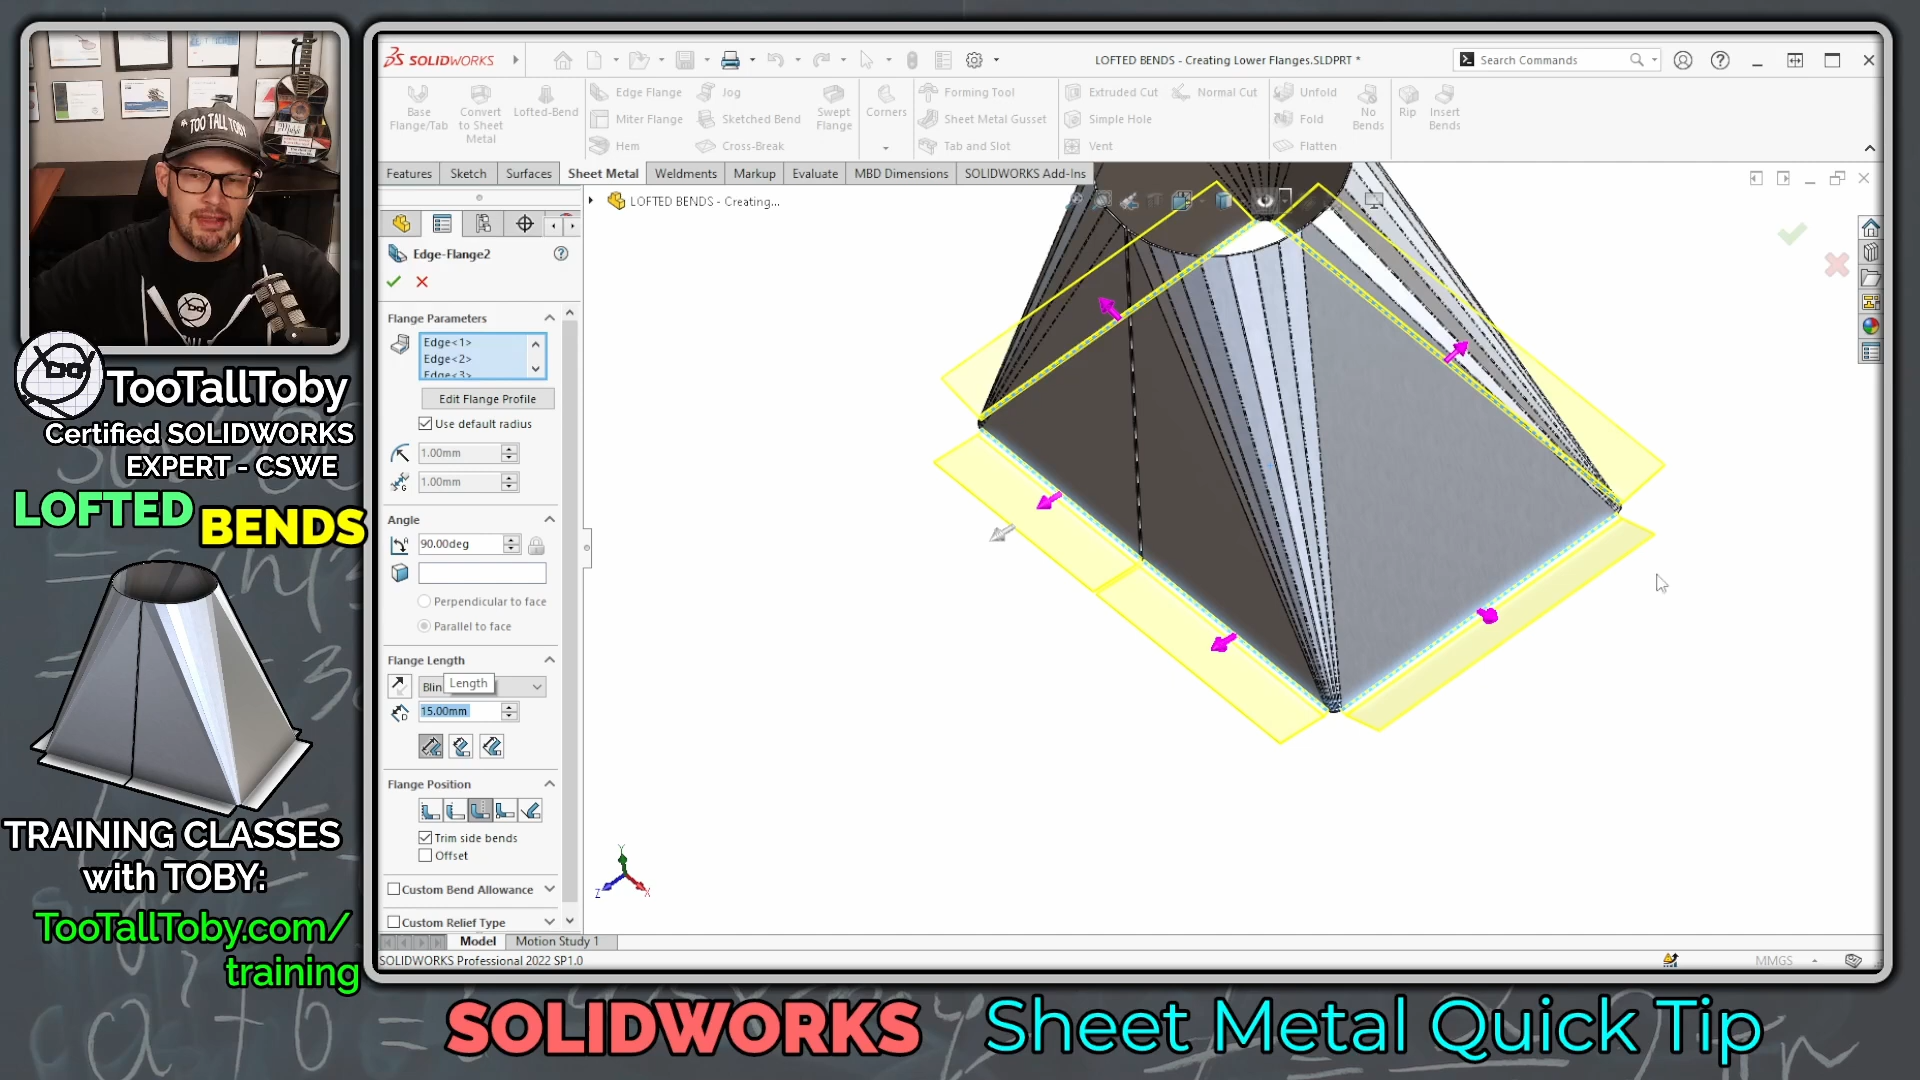 SOLIDWORKS
LOFTED BENDS - Creating Lower Flanges.SLDPRT *
Search Commands
Base Flange/Tab
Convert to Sheet Metal
Lofted-Bend
Edge Flange
Miter Flange
Hem
Jog
Sketched Bend
Cross-Break
Swept Flange
Corners
Forming Tool
Sheet Metal Gusset
Tab and Slot
Extruded Cut
Simple Hole
Vent
Normal Cut
Unfold
Fold
Flatten
No Bends
Rip
Insert Bends
Features
Sketch
Surfaces
Sheet Metal
Weldments
Markup
Evaluate
MBD Dimensions
SOLIDWORKS Add-Ins
LOFTED BENDS - Creating...
Edge-Flange2
Flange Parameters
Edge<1>
Edge<2>
Edge<3>
Edit Flange Profile
Use default radius
1.00mm
1.00mm
Angle
90.00deg
Perpendicular to face
Parallel to face
Flange Length
Blin
Length
15.00mm
Flange Position
Trim side bends
Offset
Custom Bend Allowance
Custom Relief Type
Model
Motion Study 1
SOLIDWORKS Professional 2022 SP1.0
MMGS
Y
Z
X
TOO TALL TOBY
TooTallToby
Certified SOLIDWORKS
EXPERT - CSWE
LOFTED BENDS
TRAINING CLASSES
with TOBY:
TooTallToby.com/
training
SOLIDWORKS Sheet Metal Quick Tip